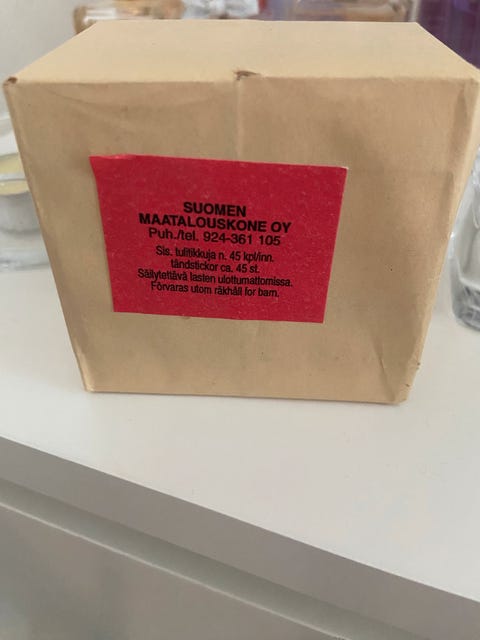 SUOMEN
MAATALOUSKONE OY
Puh./tel. 924-361 105
Sis. tulitikkuja n. 45 kpl/inn.
tändstickor ca. 45 st.
Säilytettävä lasten ulottumattomissa.
Förvaras utom räkhåll for barn.